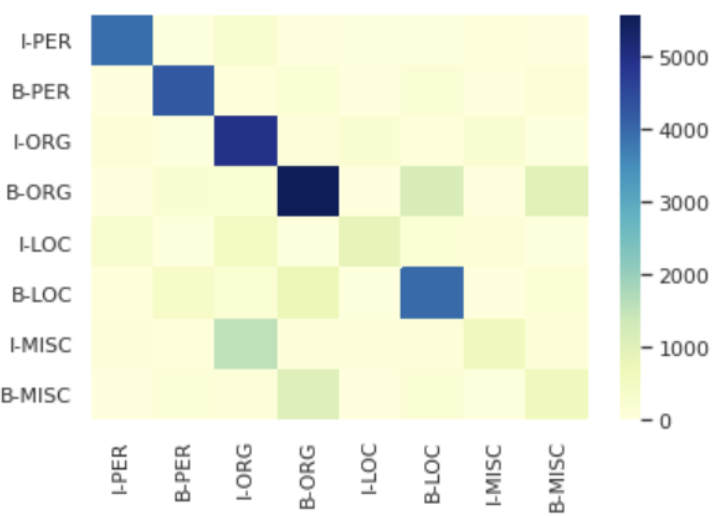 I-PER
B-PER
I-ORG
B-ORG
I-LOC
B-LOC
I-MISC
B-MISC
I-PER
B-PER
I-ORG
B-ORG
I-LOC
B-LOC
I-MISC
B-MISC
5000
4000
3000
2000
1000
0